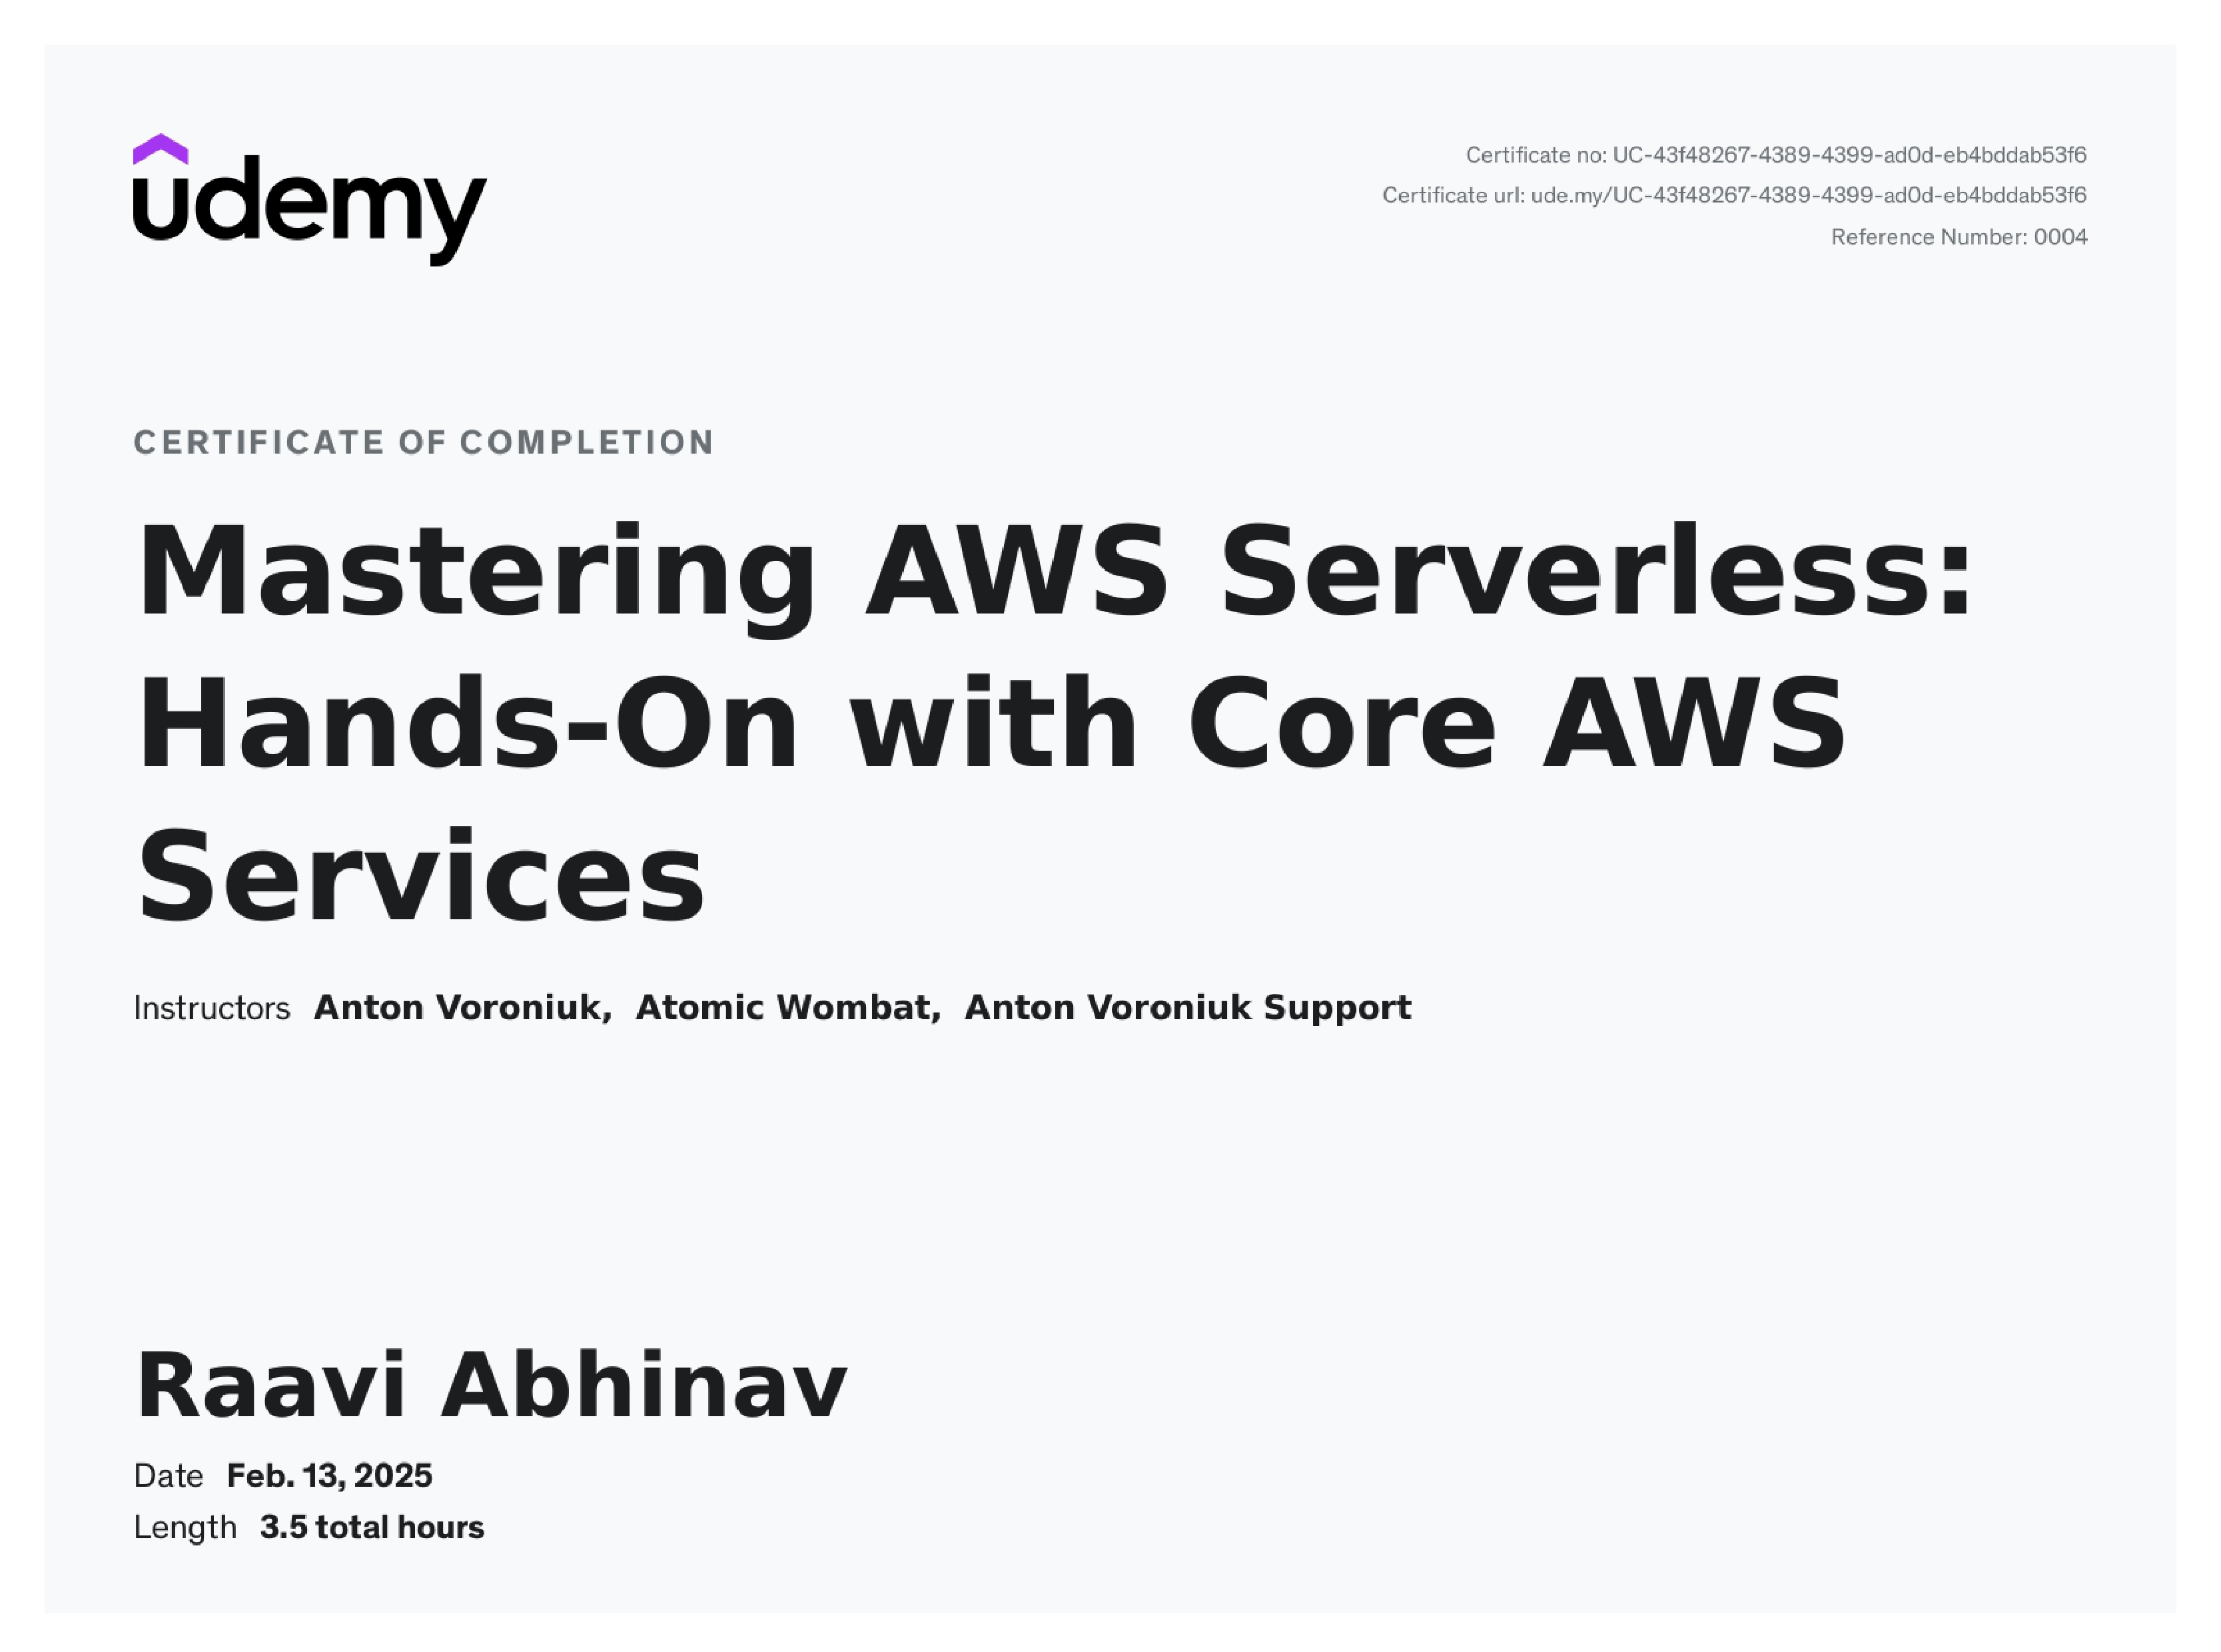 udemy
Certificate no: UC-43f48267-4389-4399-ad0d-eb4bddab53f6
Certificate url: ude.my/UC-43f48267-4389-4399-ad0d-eb4bddab53f6
Reference Number: 0004
CERTIFICATE OF COMPLETION
Mastering AWS Serverless:
Hands-On with Core AWS
Services
Instructors Anton Voroniuk, Atomic Wombat, Anton Voroniuk Support
Raavi Abhinav
Date Feb. 13, 2025
Length 3.5 total hours